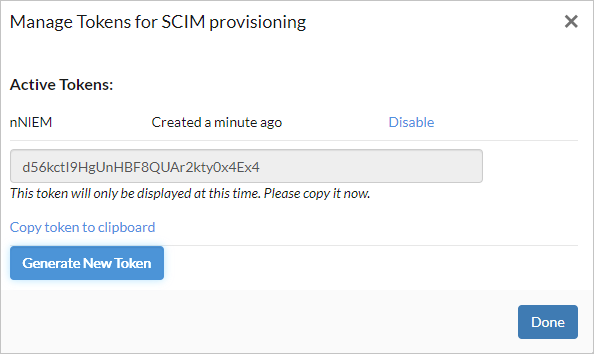 Manage Tokens for SCIM provisioning
Active Tokens:
nNIEM Created a minute ago Disable
d56kctI9HgUnHBF8QUAr2kty0x4Ex4
This token will only be displayed at this time. Please copy it now.
Copy token to clipboard
Generate New Token
Done